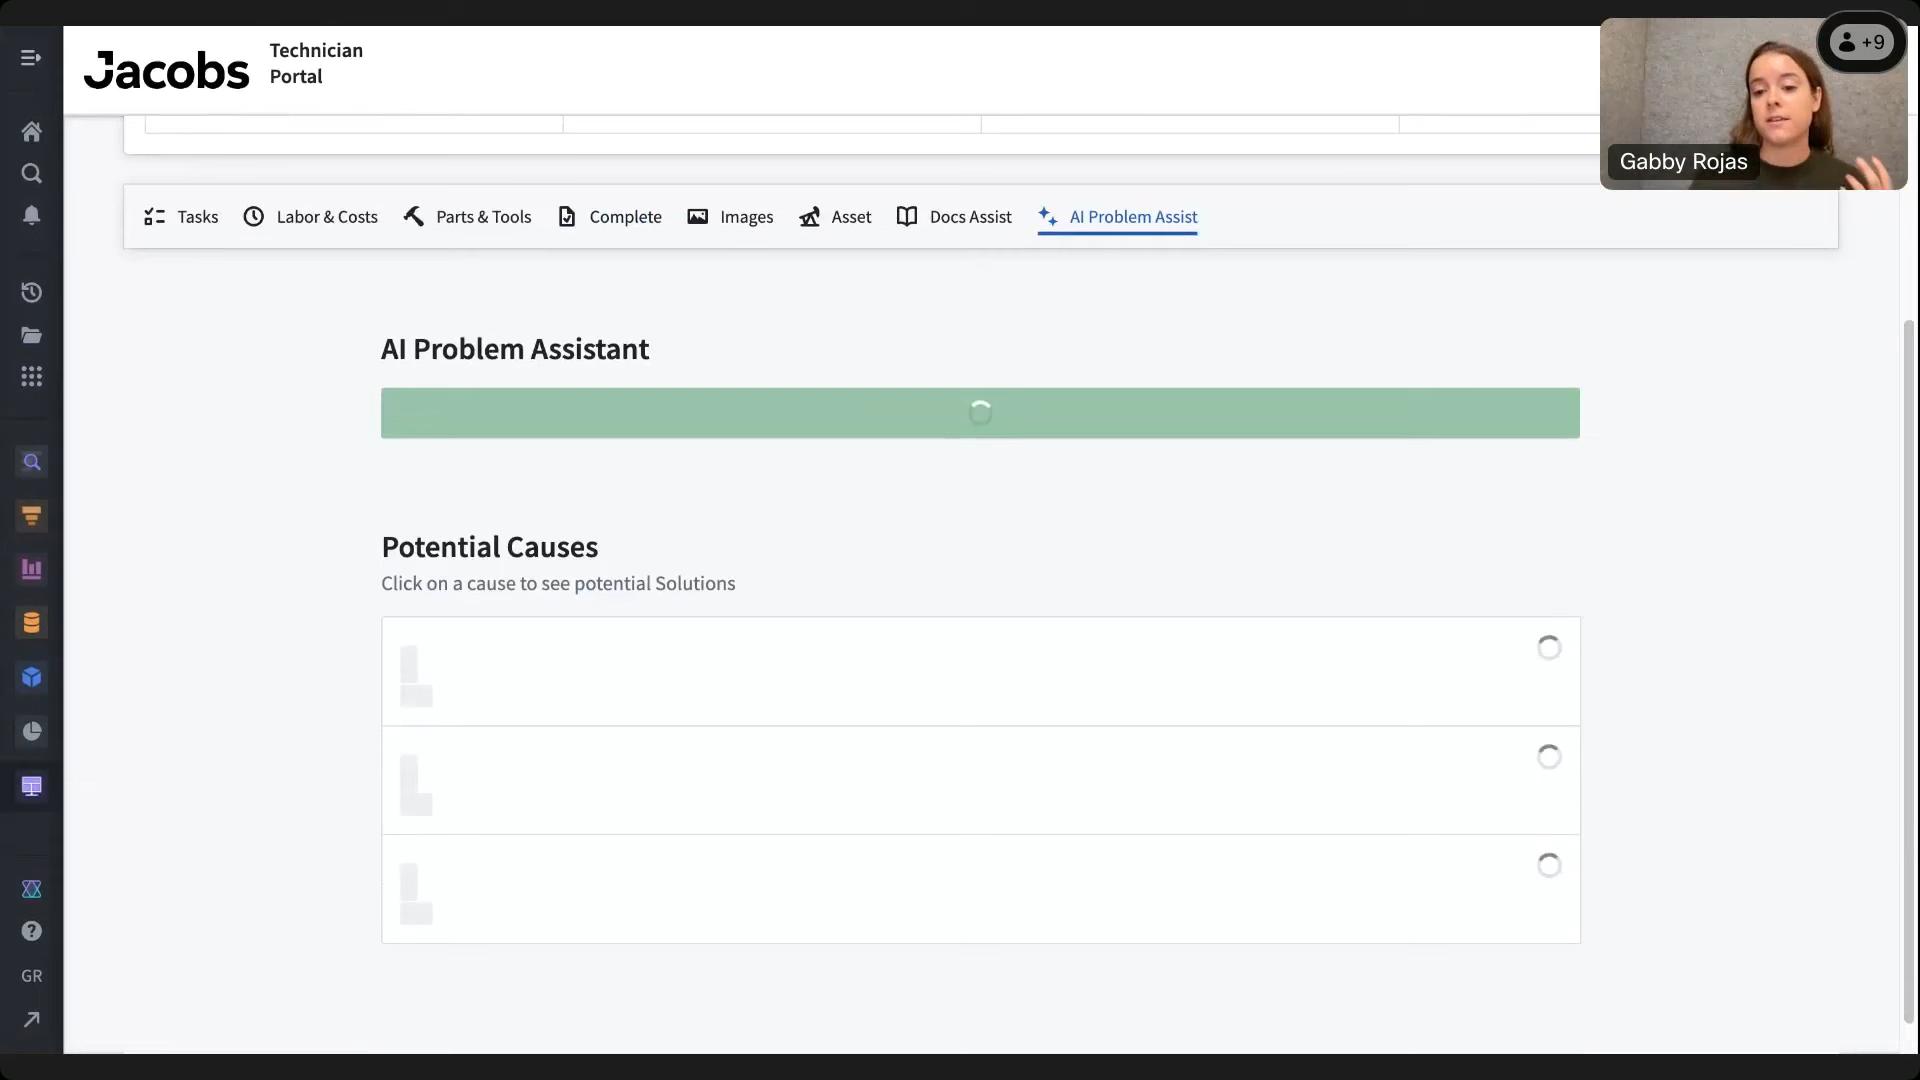 Jacobs
Technician
Portal
+9
Gabby Rojas
Tasks
Labor & Costs
Parts & Tools
Complete
Images
Asset
Docs Assist
AI Problem Assist
AI Problem Assistant
Potential Causes
Click on a cause to see potential Solutions
GR